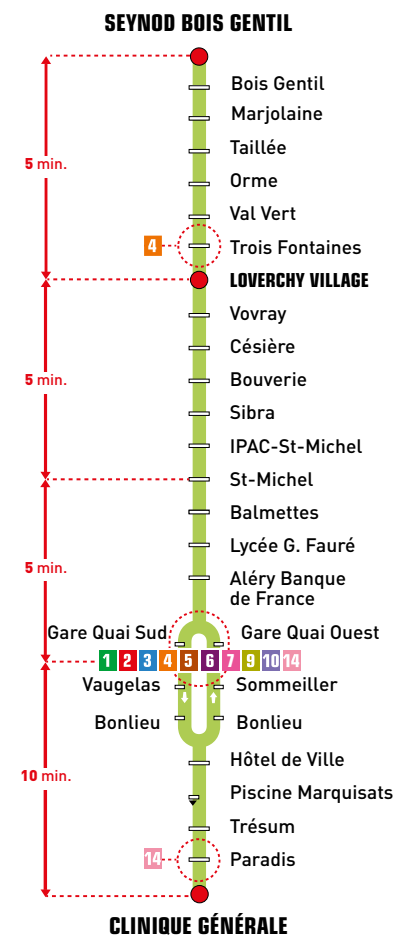 SEYNOD BOIS GENTIL
Bois Gentil
Marjolaine
Taillée
5 min.
Orme
Val Vert
4 Trois Fontaines
LOVERCHY VILLAGE
Vovray
Césière
5 min. Bouverie
Sibra
IPAC-St-Michel
St-Michel
Balmettes
Lycée G. Fauré
5 min.
Aléry Banque
de France
Gare Quai Sud Gare Quai Ouest
1 2 3 4 5 6 7 9 10 14
Vaugelas Sommeiller
Bonlieu Bonlieu
Hôtel de Ville
10 min.
Piscine Marquisats
Trésum
14 Paradis
CLINIQUE GÉNÉRALE